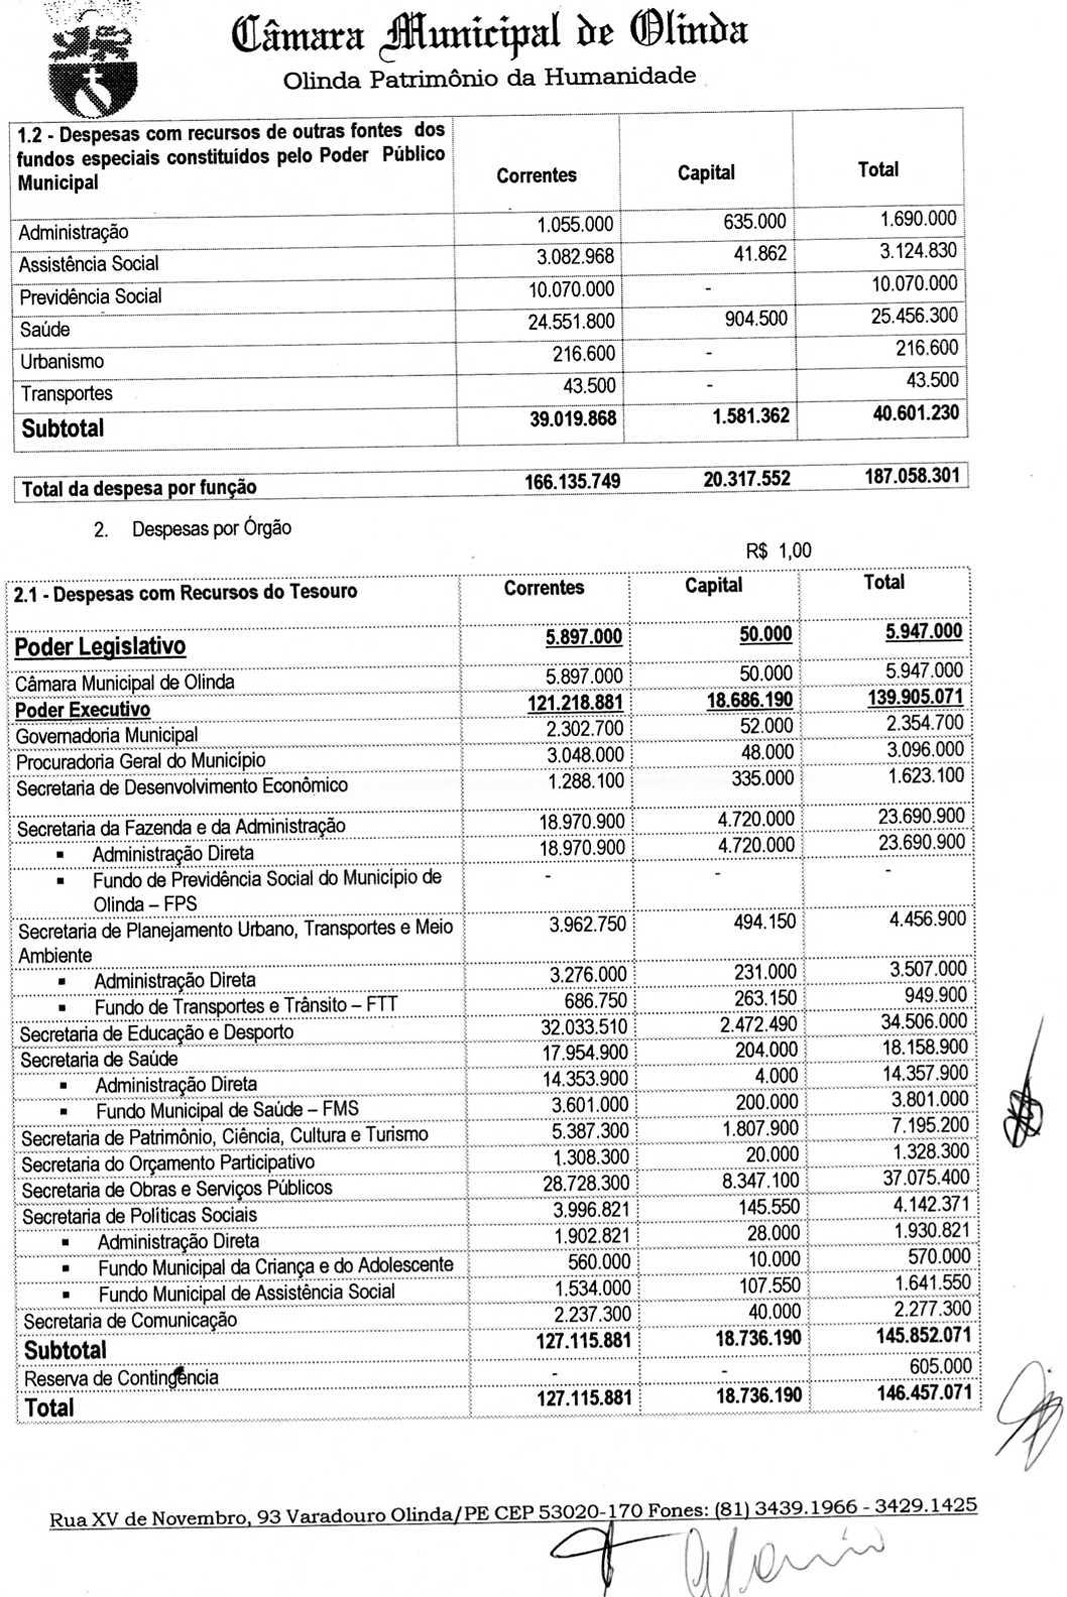 Câmara Municipal de Olinda
Olinda Patrimônio da Humanidade
1.2 - Despesas com recursos de outras fontes dos
fundos especiais constituídos pelo Poder Público
Municipal
Correntes Capital Total
Administração 1.055.000 635.000 1.690.000
Assistência Social 3.082.968 41.862 3.124.830
Previdência Social 10.070.000 - 10.070.000
Saúde 24.551.800 904.500 25.456.300
Urbanismo 216.600 - 216.600
Transportes 43.500 - 43.500
Subtotal 39.019.868 1.581.362 40.601.230
Total da despesa por função 166.135.749 20.317.552 187.058.301
2. Despesas por Órgão
R$ 1,00
2.1 - Despesas com Recursos do Tesouro Correntes Capital Total
Poder Legislativo 5.897.000 50.000 5.947.000
Câmara Municipal de Olinda 5.897.000 50.000 5.947.000
Poder Executivo 121.218.881 18.686.190 139.905.071
Governadoria Municipal 2.302.700 52.000 2.354.700
Procuradoria Geral do Município 3.048.000 48.000 3.096.000
Secretaria de Desenvolvimento Econômico 1.288.100 335.000 1.623.100
Secretaria da Fazenda e da Administração 18.970.900 4.720.000 23.690.900
▪ Administração Direta 18.970.900 4.720.000 23.690.900
▪ Fundo de Previdência Social do Municipio de - - -
Olinda – FPS
Secretaria de Planejamento Urbano, Transportes e Meio 3.962.750 494.150 4.456.900
Ambiente
▪ Administração Direta 3.276.000 231.000 3.507.000
▪ Fundo de Transportes e Trânsito – FTT 686.750 263.150 949.900
Secretaria de Educação e Desporto 32.033.510 2.472.490 34.506.000
Secretaria de Saúde 17.954.900 204.000 18.158.900
▪ Administração Direta 14.353.900 4.000 14.357.900
▪ Fundo Municipal de Saúde – FMS 3.601.000 200.000 3.801.000
Secretaria de Patrimônio, Ciência, Cultura e Turismo 5.387.300 1.807.900 7.195.200
Secretaria do Orçamento Participativo 1.308.300 20.000 1.328.300
Secretaria de Obras e Serviços Públicos 28.728.300 8.347.100 37.075.400
Secretaria de Políticas Sociais 3.996.821 145.550 4.142.371
▪ Administração Direta 1.902.821 28.000 1.930.821
▪ Fundo Municipal da Criança e do Adolescente 560.000 10.000 570.000
▪ Fundo Municipal de Assistência Social 1.534.000 107.550 1.641.550
Secretaria de Comunicação 2.237.300 40.000 2.277.300
Subtotal 127.115.881 18.736.190 145.852.071
Reserva de Contingência - - 605.000
Total 127.115.881 18.736.190 146.457.071
Rua XV de Novembro, 93 Varadouro Olinda/PE CEP 53020-170 Fones: (81) 3439.1966 - 3429.1425